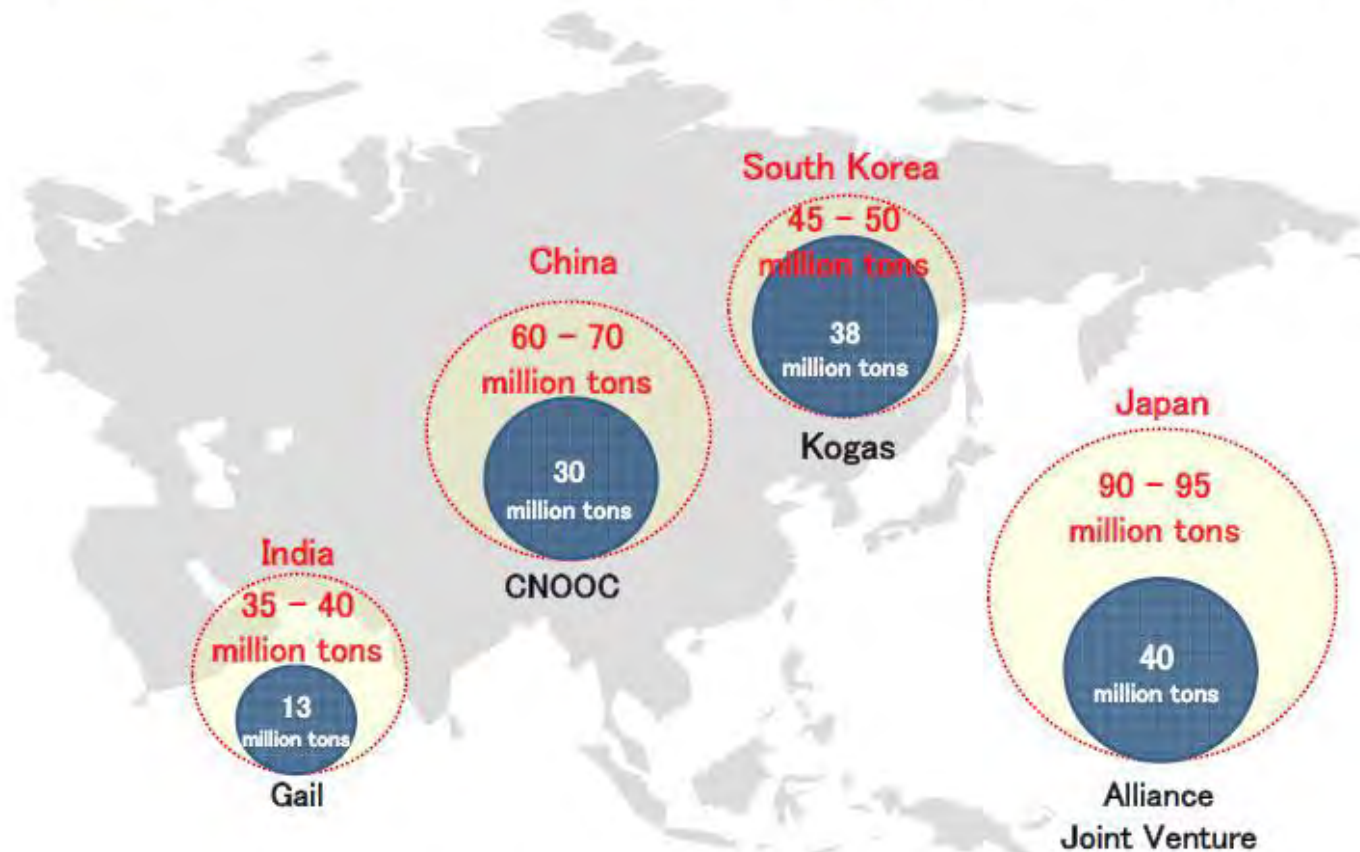 South Korea
45 - 50
million tons
38
million tons
Kogas
China
60 - 70
million tons
30
million tons
CNOOC
Japan
90 - 95
million tons
40
million tons
Alliance
Joint Venture
India
35 - 40
million tons
13
million tons
Gail